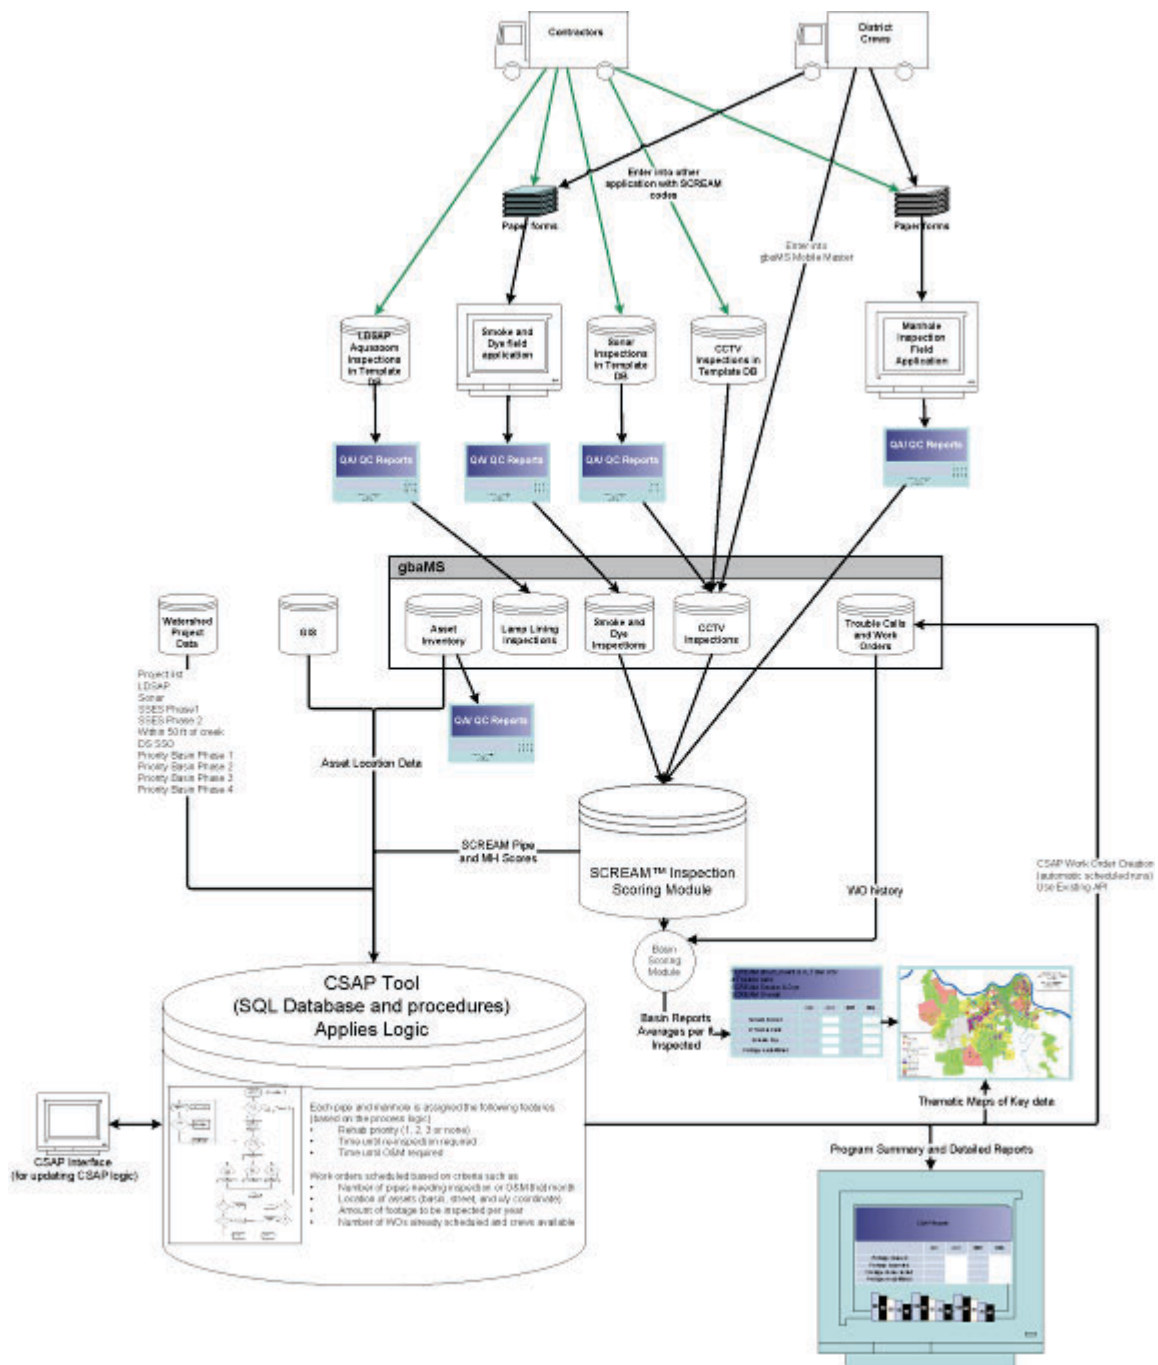 Contractors
District
Crews
Enter into other
application with SCREAM
codes
Paper forms
Paper forms
Enter into
gbaMS Mobile Master
LDSAP
Aquazoom
Inspections
in Template
DB
Smoke and
Dye field
application
Sonar
Inspections
in Template
DB
CCTV
Inspections in
Template DB
Manhole
Inspection
Field
Application
QA/ QC Reports
QA/ QC Reports
QA/ QC Reports
QA/ QC Reports
gbaMS
Watershed
Project
Data
GIS
Asset
Inventory
Lamp Lining
Inspections
Smoke and
Dye
Inspections
CCTV
Inspections
Trouble Calls
and Work
Orders
Project list
LDSAP
Sonar
SSES Phase1
SSES Phase 2
Within 50 ft of creek
DS SSO
Priority Basin Phase 1
Priority Basin Phase 2
Priority Basin Phase 3
Priority Basin Phase 4
QA/ QC Reports
Asset Location Data
SCREAM Pipe
and MH Scores
SCREAM™ Inspection
Scoring Module
WO history
CSAP Work Order Creation
(automatic scheduled runs)
Use Existing API
Basin
Scoring
Module
Basin Reports
Averages per ft
Inspected
Thematic Maps of Key data
CSAP Tool
(SQL Database and procedures)
Applies Logic
Each pipe and manhole is assigned the following features
(based on the process logic)
• Rehab priority (1, 2, 3 or none)
• Time until re-inspection required
• Time until O&M required
Work orders scheduled based on criteria such as
• Number of pipes needing inspection or O&M that month
• Location of assets (basin, street, and x/y coordinate)
• Amount of footage to be inspected per year
• Number of WOs already scheduled and crews available
CSAP Interface
(for updating CSAP logic)
Program Summary and Detailed Reports